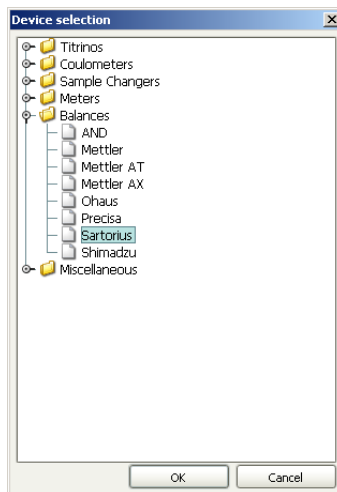 Device selection
Titrinos
Coulometers
Sample Changers
Meters
Balances
AND
Mettler
Mettler AT
Mettler AX
Ohaus
Precisa
Sartorius
Shimadzu
Miscellaneous
OK Cancel